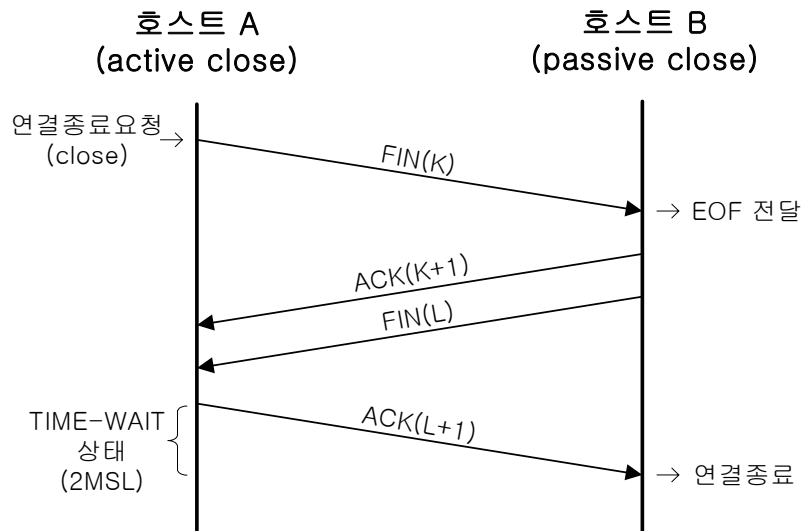 호스트 A
(active close)
호스트 B
(passive close)
연결종료요청
(close)
FIN(K)
EOF 전달
ACK(K+1)
FIN(L)
TIME-WAIT
상태
(2MSL)
ACK(L+1)
연결종료